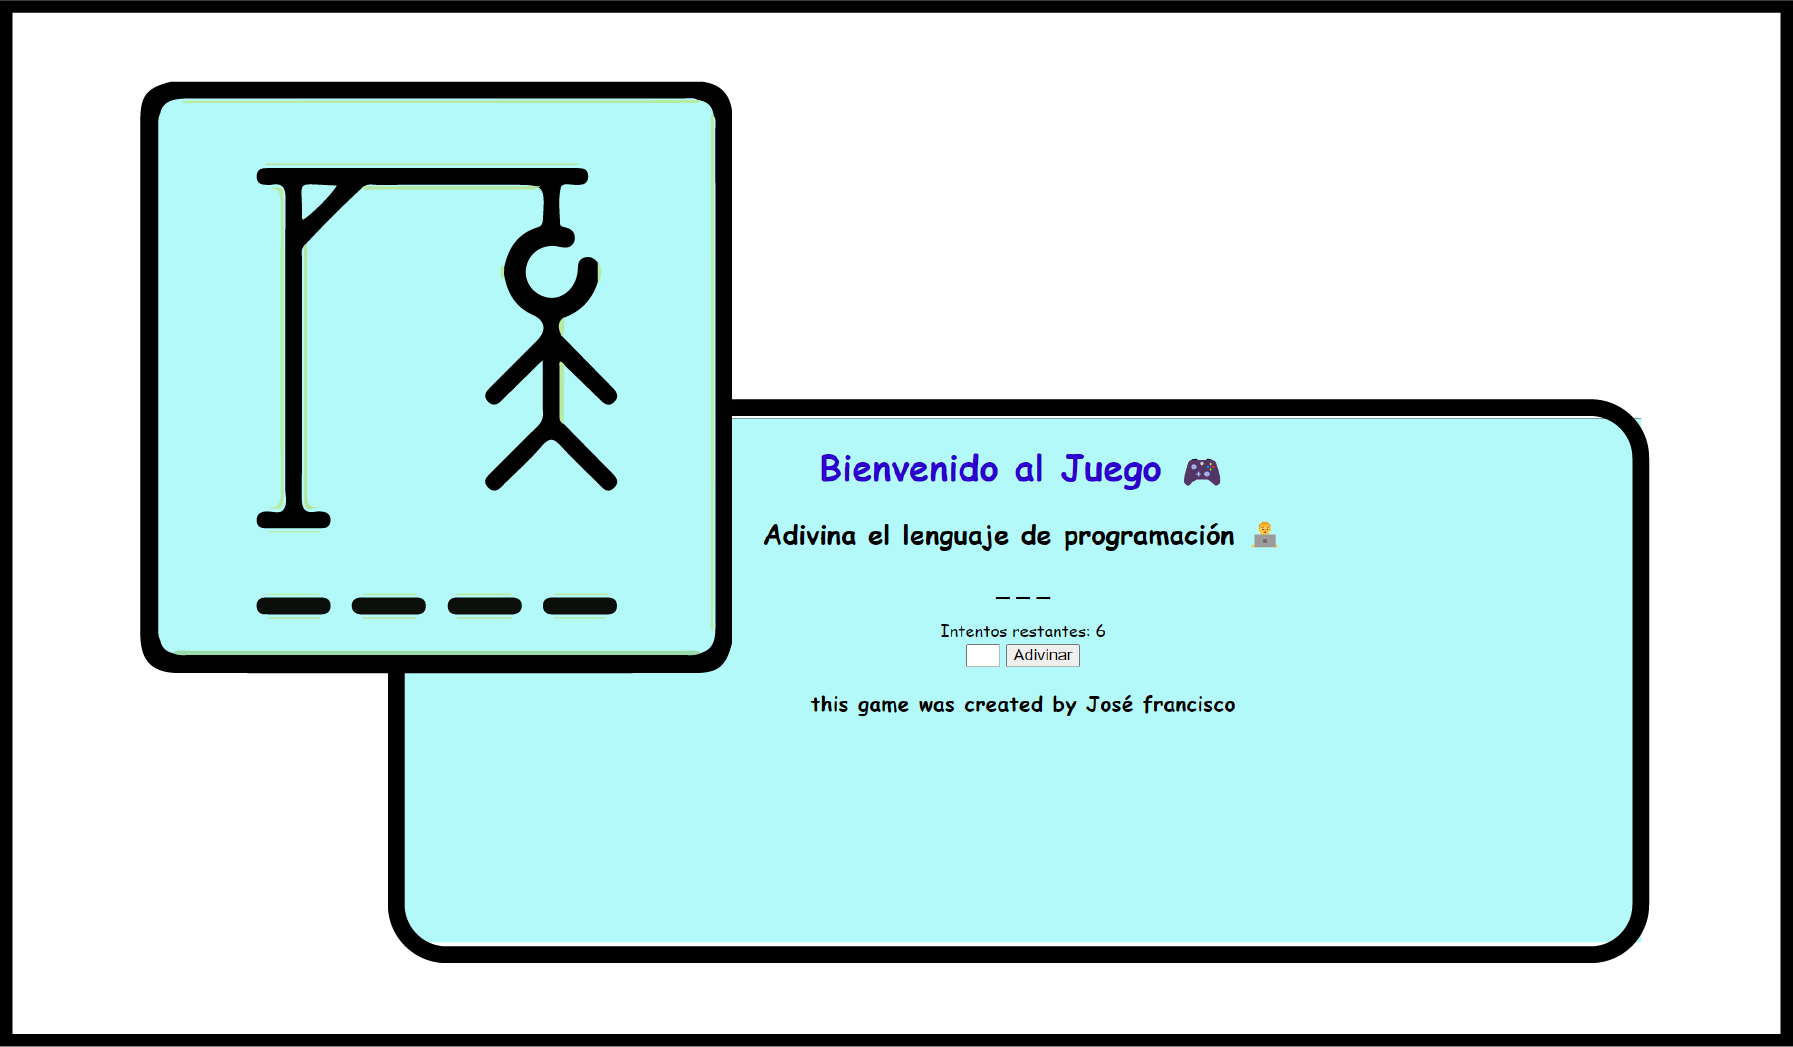 Bienvenido al Juego 🎮
Adivina el lenguaje de programación 🧑‍💻
_ _ _
Intentos restantes: 6
Adivinar
this game was created by José francisco